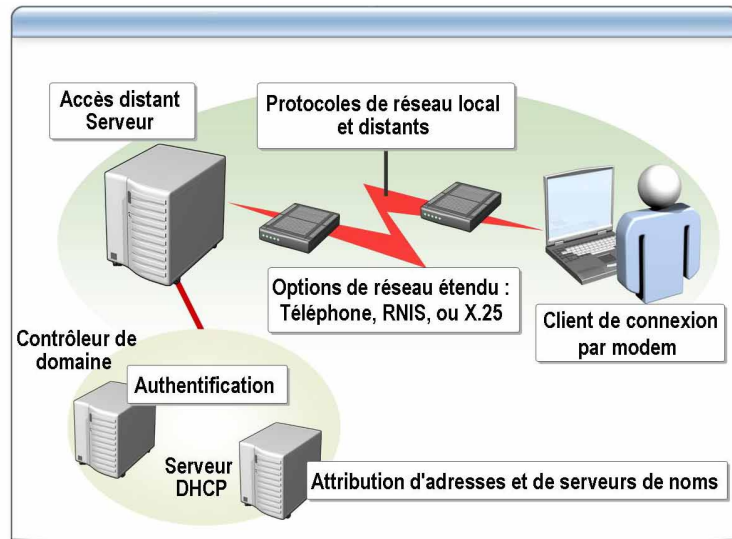 Accès distant
Serveur
Protocoles de réseau local
et distants
Options de réseau étendu :
Téléphone, RNIS, ou X.25
Client de connexion
par modem
Contrôleur de
domaine
Authentification
Serveur
DHCP
Attribution d'adresses et de serveurs de noms